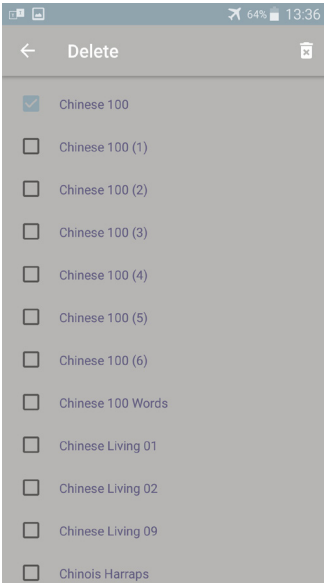 64% 13:36
Delete
Chinese 100
Chinese 100 (1)
Chinese 100 (2)
Chinese 100 (3)
Chinese 100 (4)
Chinese 100 (5)
Chinese 100 (6)
Chinese 100 Words
Chinese Living 01
Chinese Living 02
Chinese Living 09
Chinois Harraps